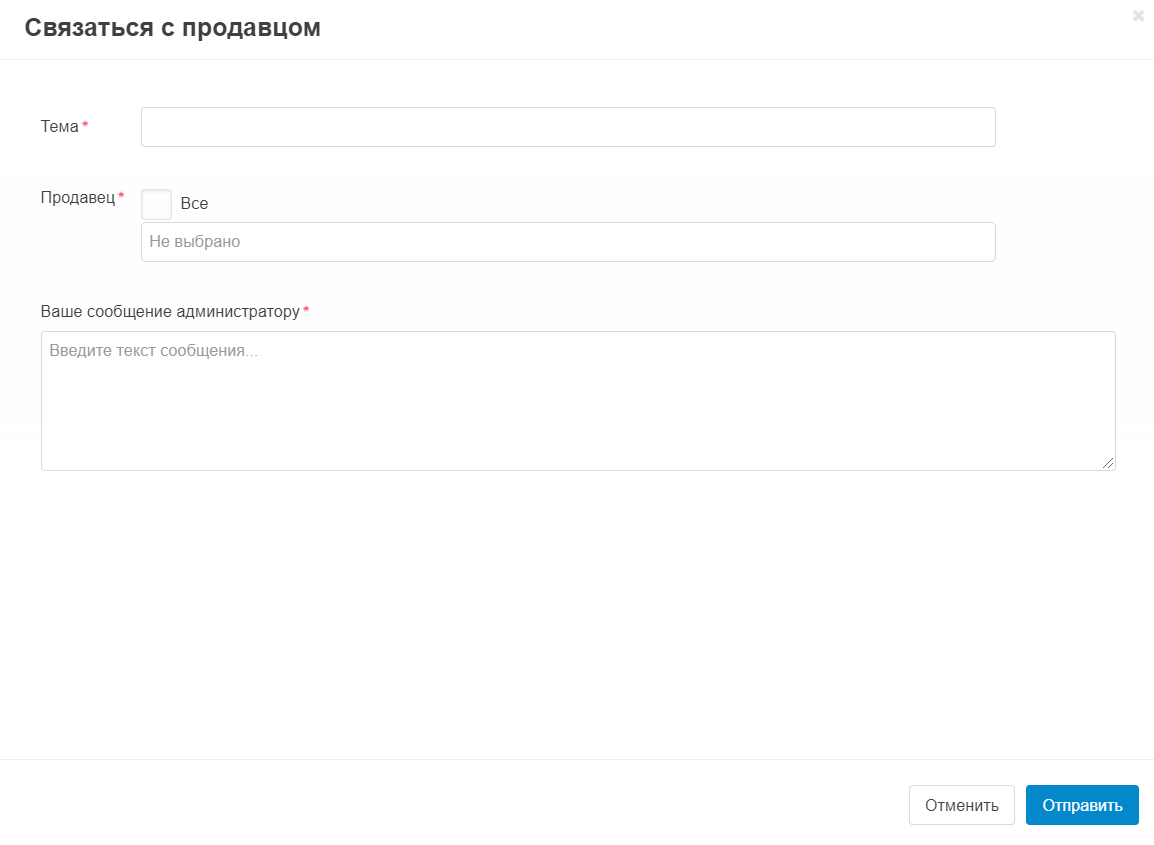 Связаться с продавцом
Тема*
Продавец*
Все
Не выбрано
Ваше сообщение администратору*
Введите текст сообщения...
Отменить
Отправить